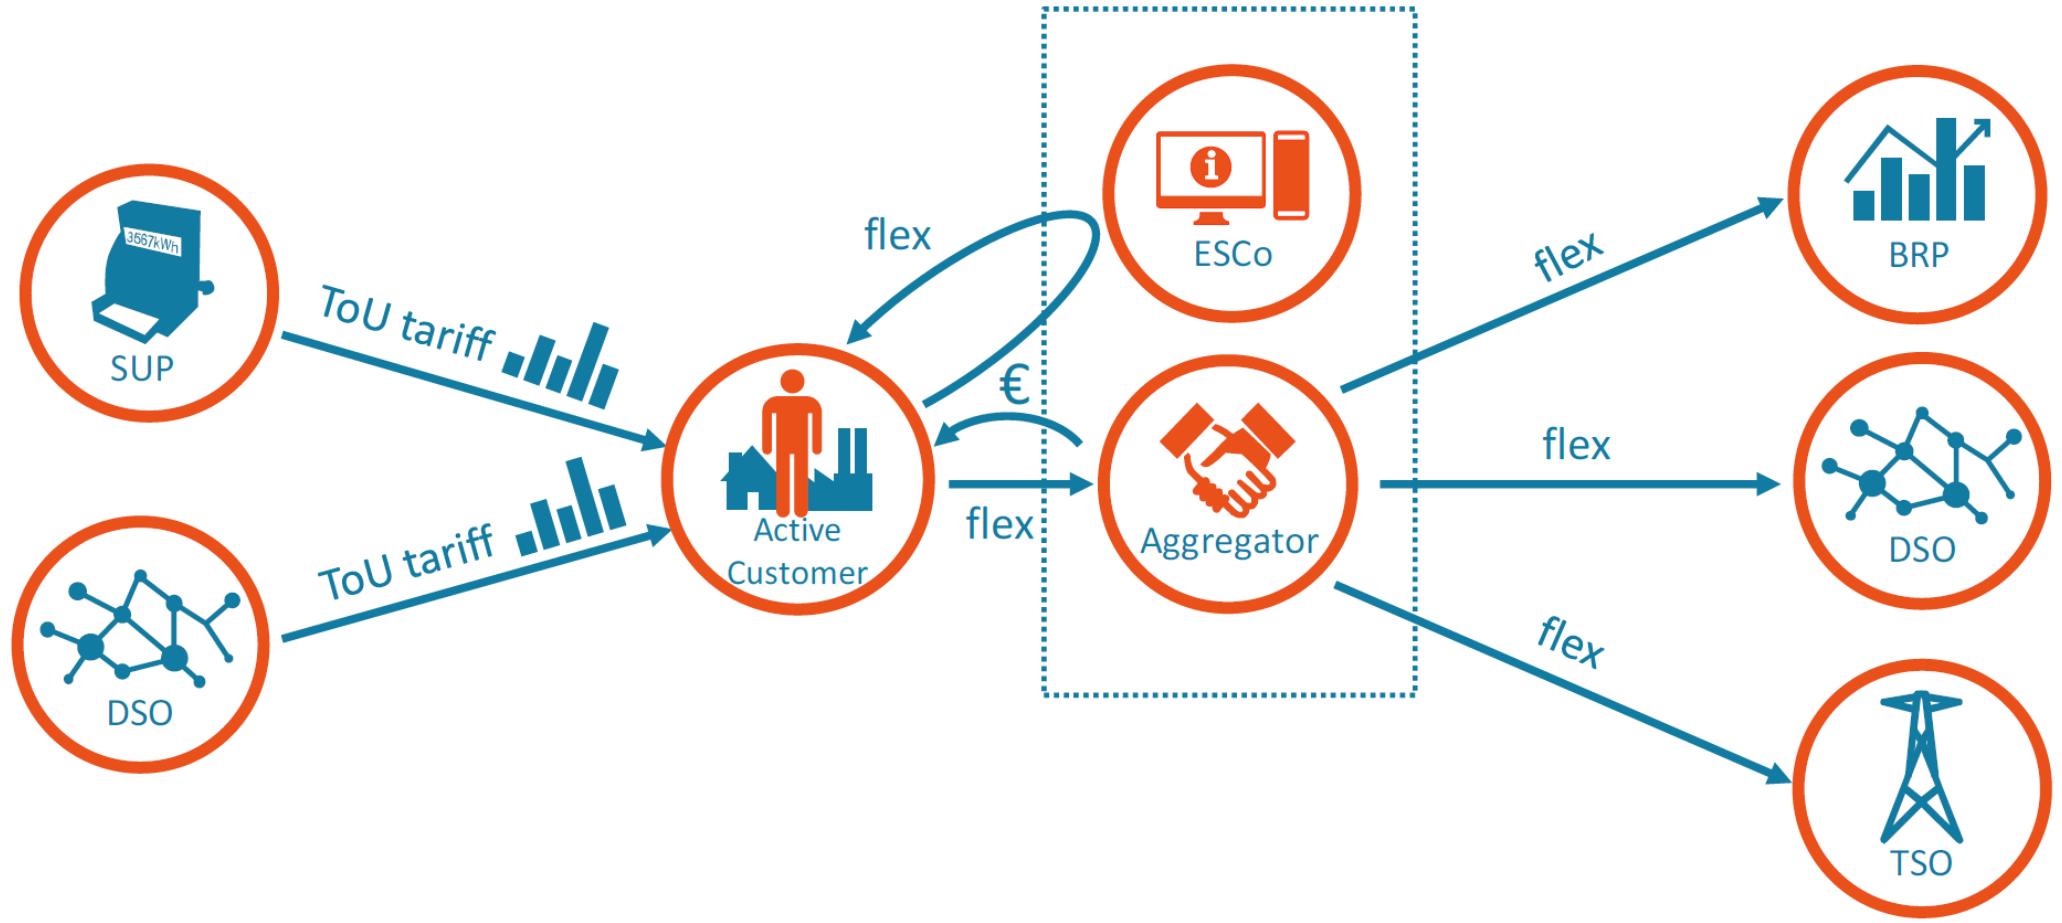 3567kWh
SUP
ToU tariff
DSO
ToU tariff
Active
Customer
flex
€
flex
i
ESCo
Aggregator
flex
BRP
flex
DSO
flex
TSO